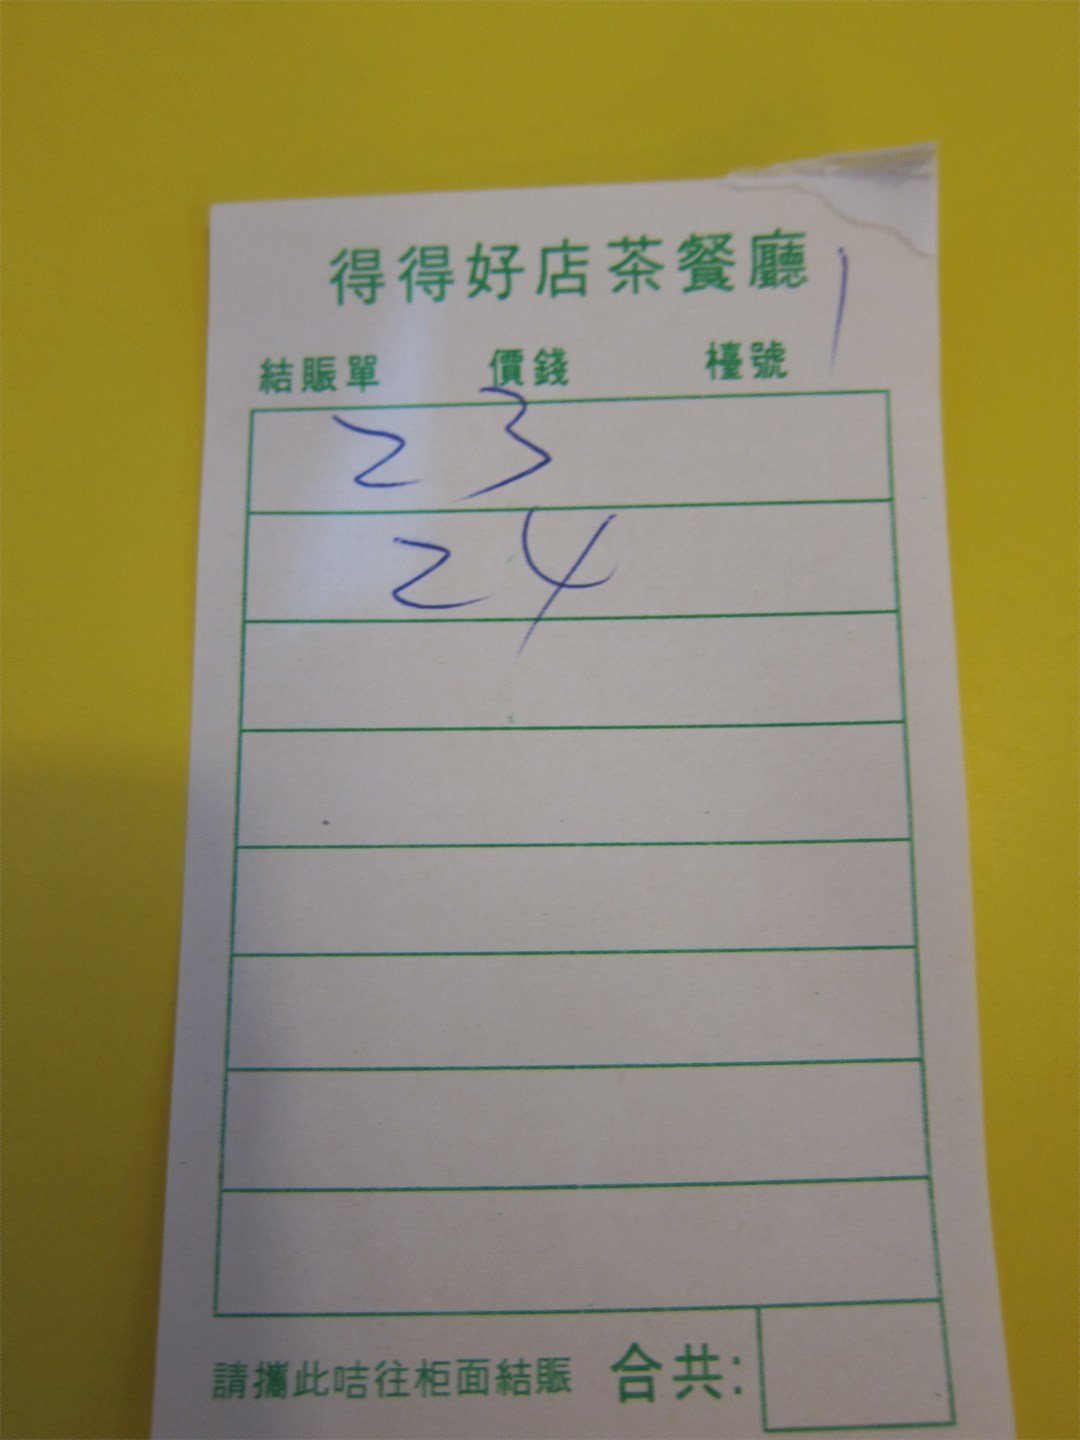 得得好店茶餐廳
結賬單 價錢 檯號 1
23
24
請攜此咭往柜面結賬 合共: